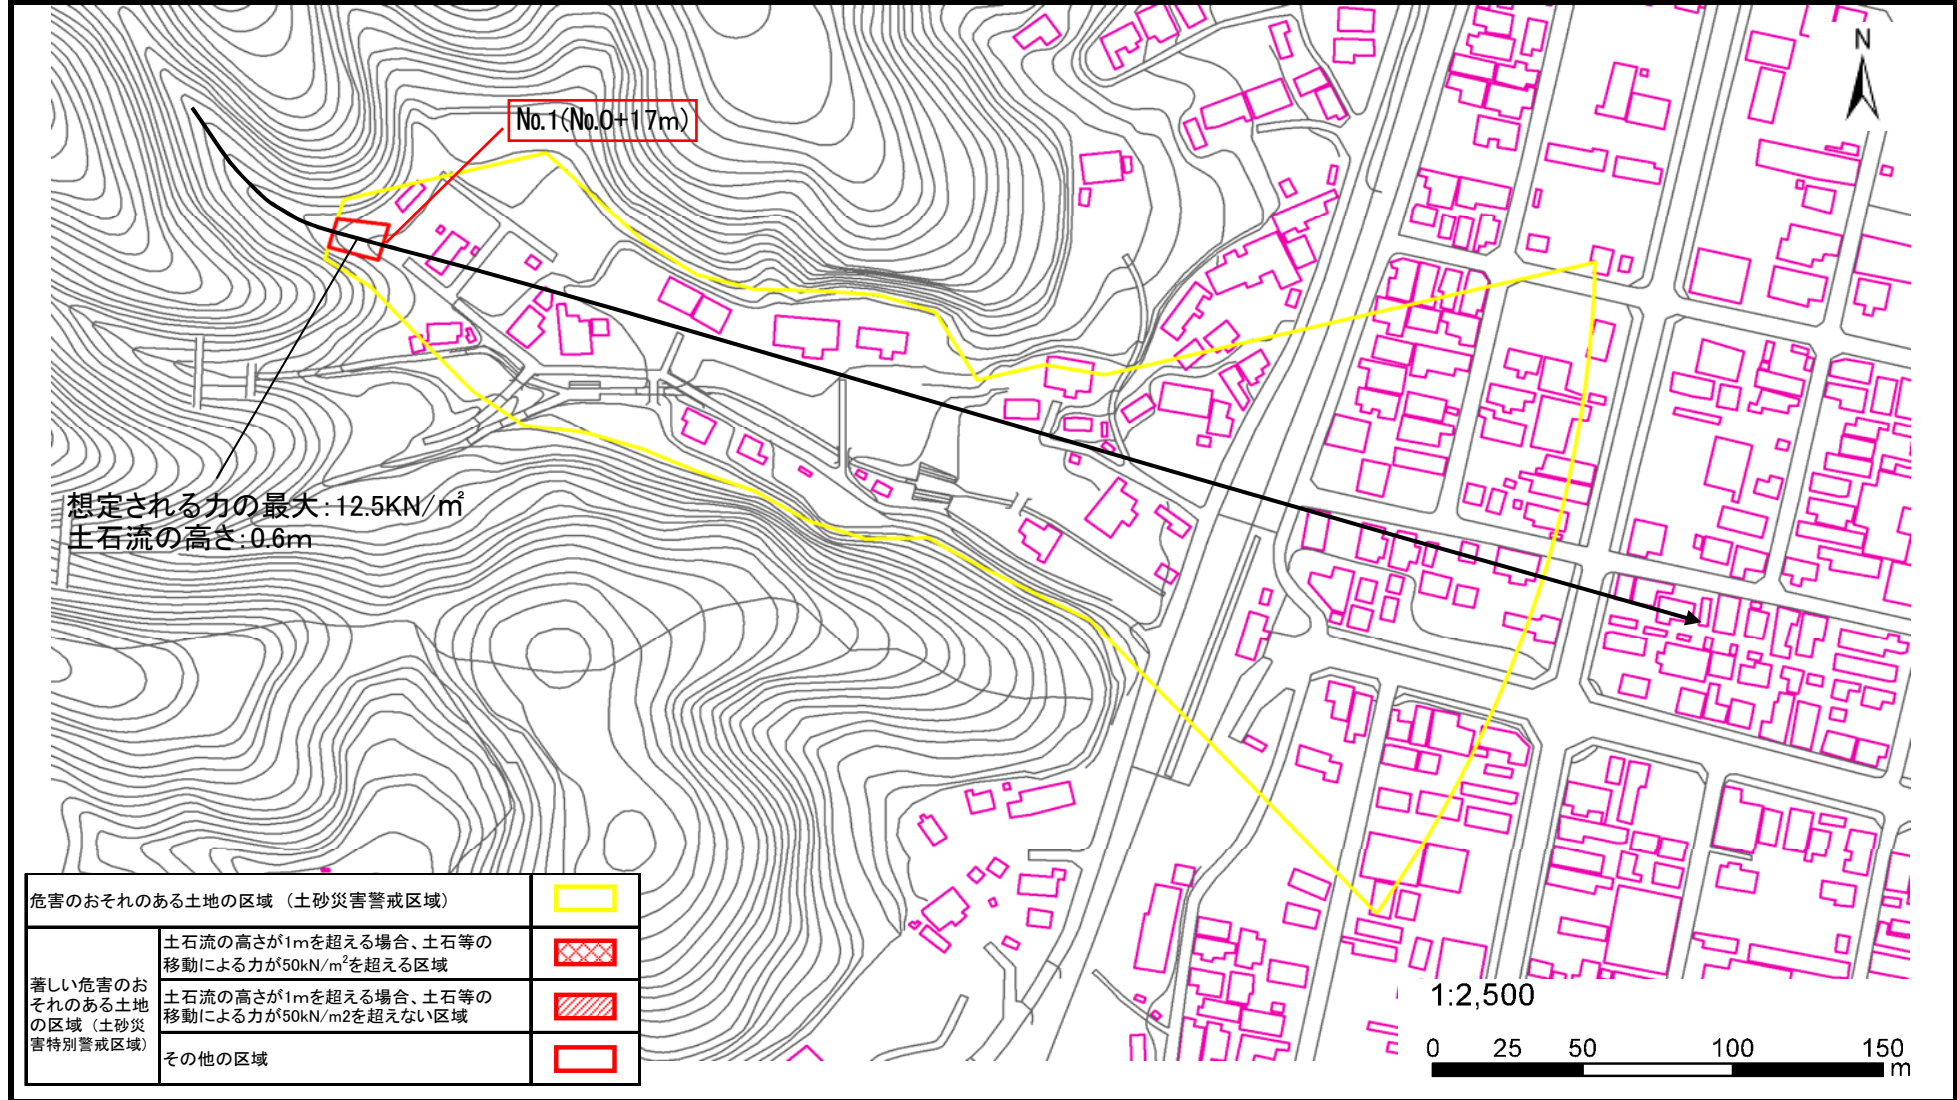 N
No.1(No.0+17m)
想定される力の最大:12.5KN/㎡
土石流の高さ:0.6m
危害のおそれのある土地の区域 (土砂災害警戒区域)
著しい危害のお
それのある土地
の区域 (土砂災
害特別警戒区域)
土石流の高さが1mを超える場合、土石等の
移動による力が50kN/m²を超える区域
土石流の高さが1mを超える場合、土石等の
移動による力が50kN/m2を超えない区域
その他の区域
1:2,500
0 25 50 100 150
m